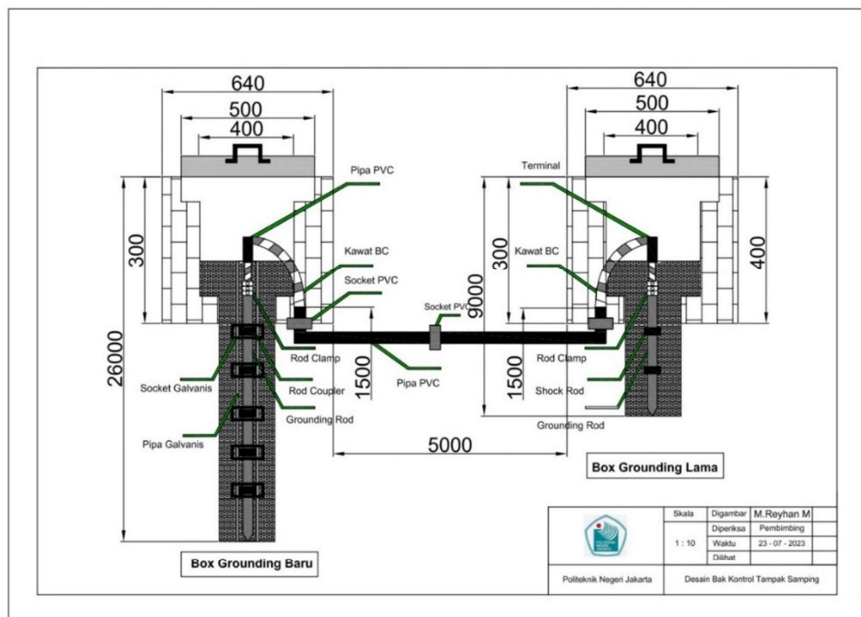 640
500
400
640
500
400
Pipa PVC
Terminal
300
26000
Kawat BC
Socket PVC
Socket PVC
9000
300
Kawat BC
400
Rod Clamp
1500
Pipa PVC
1500
Rod Clamp
Socket Galvanis
Rod Coupler
Shock Rod
Grounding Rod
Grounding Rod
Pipa Galvanis
5000
Box Grounding Lama
Box Grounding Baru
Skala
Digambar
M.Reyhan M
1 : 10
Diperiksa
Pembimbing
Waktu
23 - 07 - 2023
Dilihat
Politeknik Negeri Jakarta
Desain Bak Kontrol Tampak Samping